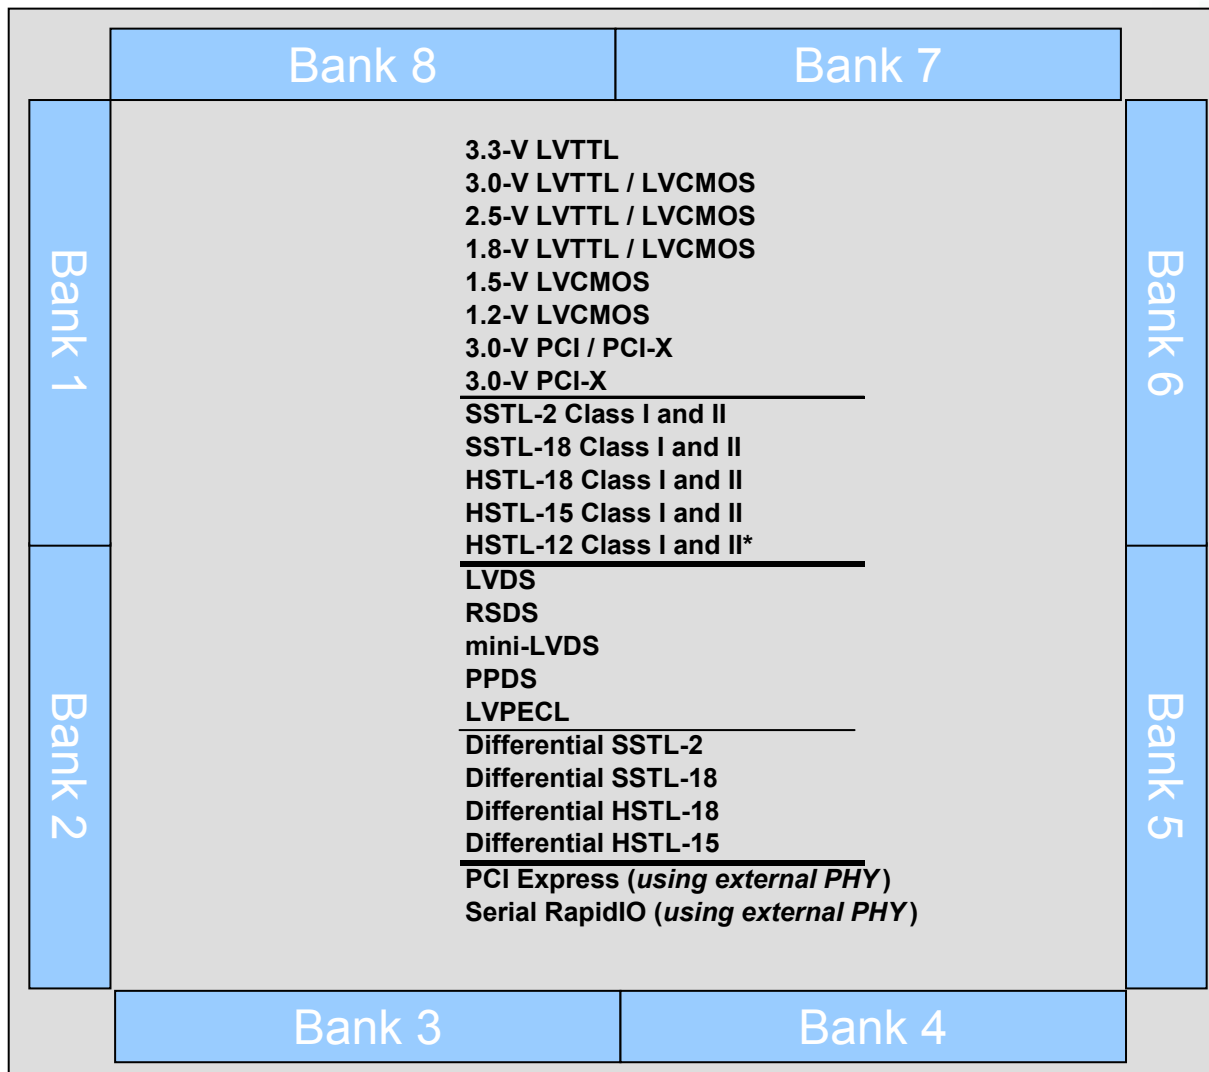 Bank 8
Bank 7
Bank 1
Bank 6
3.3-V LVTTL
3.0-V LVTTL / LVCMOS
2.5-V LVTTL / LVCMOS
1.8-V LVTTL / LVCMOS
1.5-V LVCMOS
1.2-V LVCMOS
3.0-V PCI / PCI-X
3.0-V PCI-X
SSTL-2 Class I and II
SSTL-18 Class I and II
HSTL-18 Class I and II
HSTL-15 Class I and II
HSTL-12 Class I and II*
LVDS
RSDS
mini-LVDS
PPDS
LVPECL
Differential SSTL-2
Differential SSTL-18
Differential HSTL-18
Differential HSTL-15
PCI Express (using external PHY)
Serial RapidIO (using external PHY)
Bank 2
Bank 5
Bank 3
Bank 4